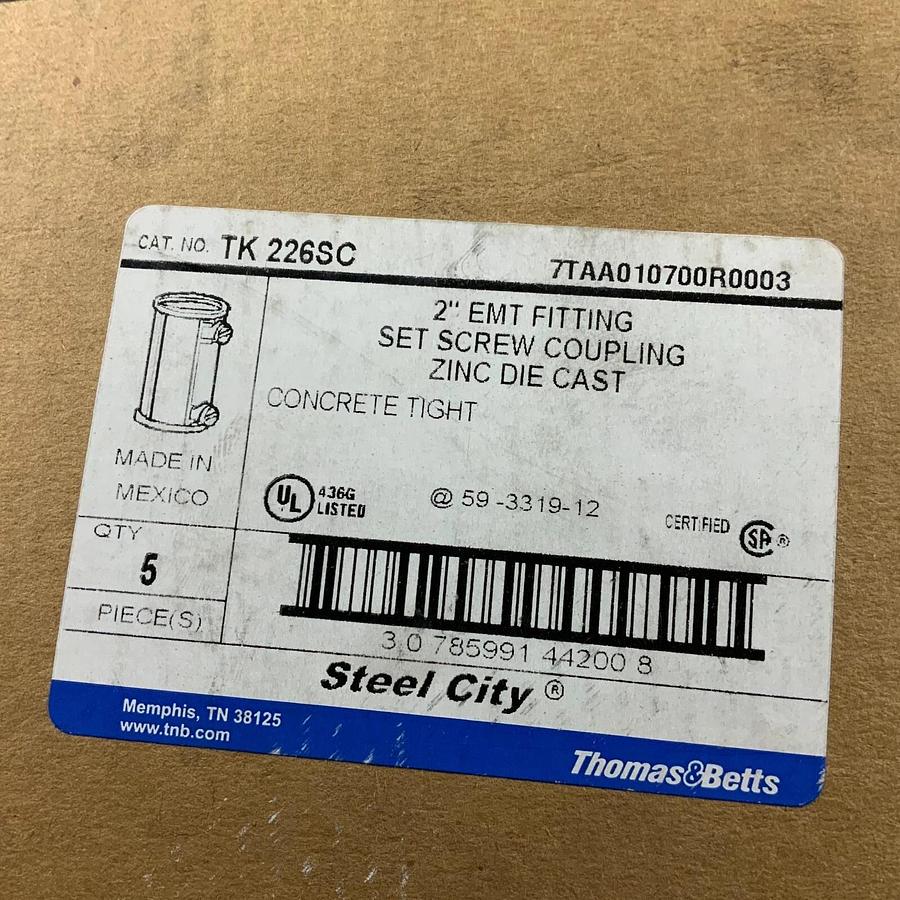 CAT. NO. TK 226SC 7TAA010700R0003
2" EMT FITTING
SET SCREW COUPLING
ZINC DIE CAST
CONCRETE TIGHT
MADE IN
MEXICO
UL 436G
LISTED
@ 59-3319-12
CERTIFIED SA ®
QTY
5
PIECE(S)
3 0 785991 44200 8
Steel City ®
Memphis, TN 38125
www.tnb.com
Thomas&Betts